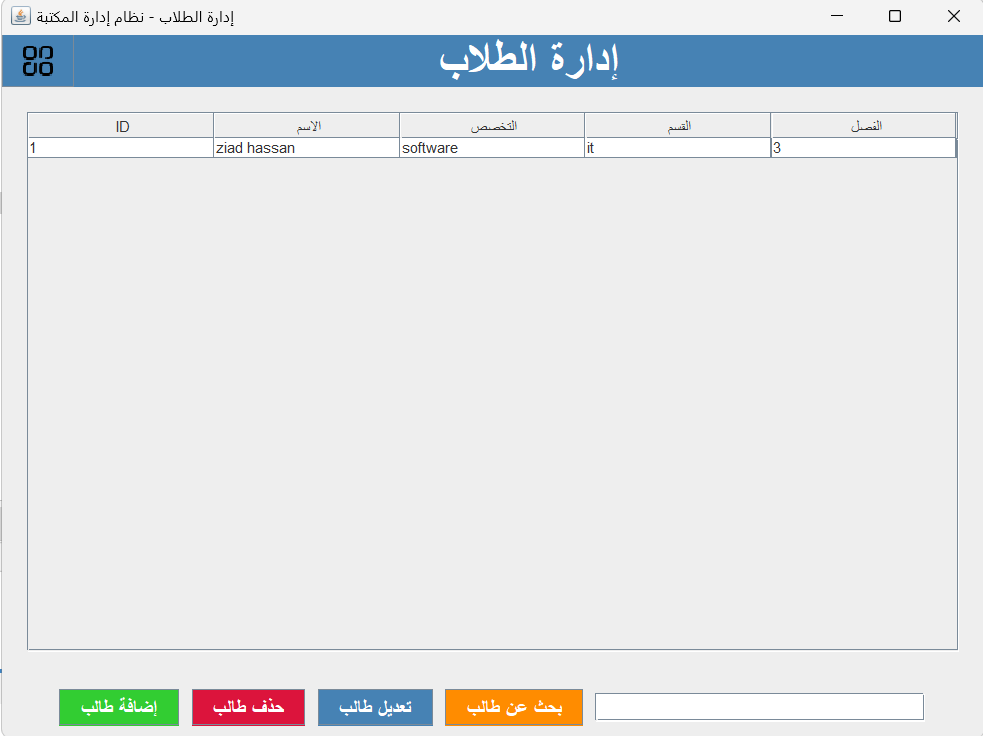 إدارة الطلاب - نظام إدارة المكتبة
إدارة الطلاب
ID الاسم التخصص القسم الفصل
1 ziad hassan software it 3
إضافة طالب حذف طالب تعديل طالب بحث عن طالب